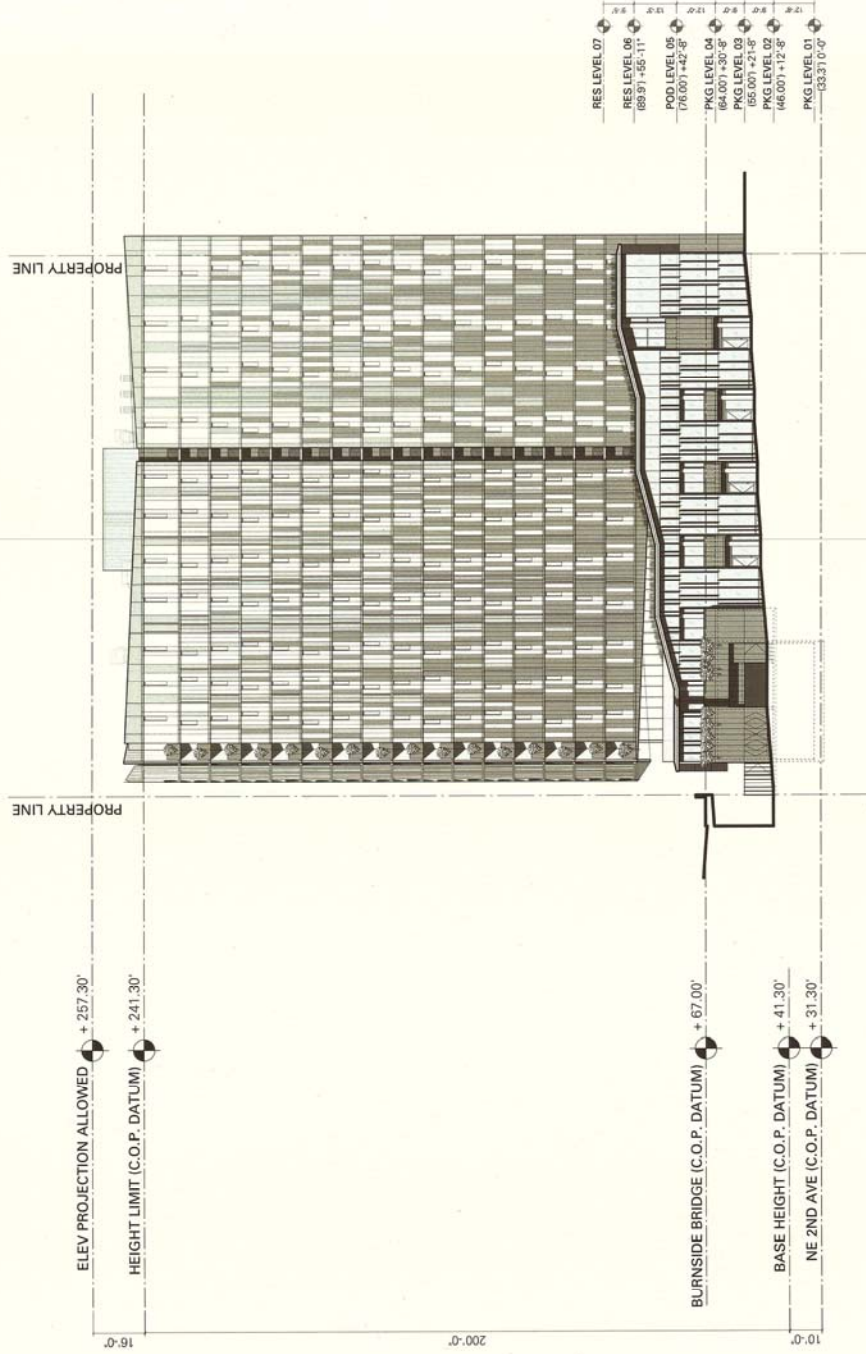 RES LEVEL 07
RES LEVEL 06
(89.9') +55'-11"
POD LEVEL 05
(76.00') +42'-8"
PKG LEVEL 04
(64.00') +30'-8"
PKG LEVEL 03
(55.00') +21'-8"
PKG LEVEL 02
(46.00') +12'-8"
PKG LEVEL 01
(33.3') 0'-0"
9'-0"
9'-0"
PROPERTY LINE
PROPERTY LINE
ELEV PROJECTION ALLOWED + 257.30'
HEIGHT LIMIT (C.O.P. DATUM) + 241.30'
BURNSIDE BRIDGE (C.O.P. DATUM) + 67.00'
BASE HEIGHT (C.O.P. DATUM) + 41.30'
NE 2ND AVE (C.O.P. DATUM) + 31.30'
16'-0"
200'-0"
10'-0"